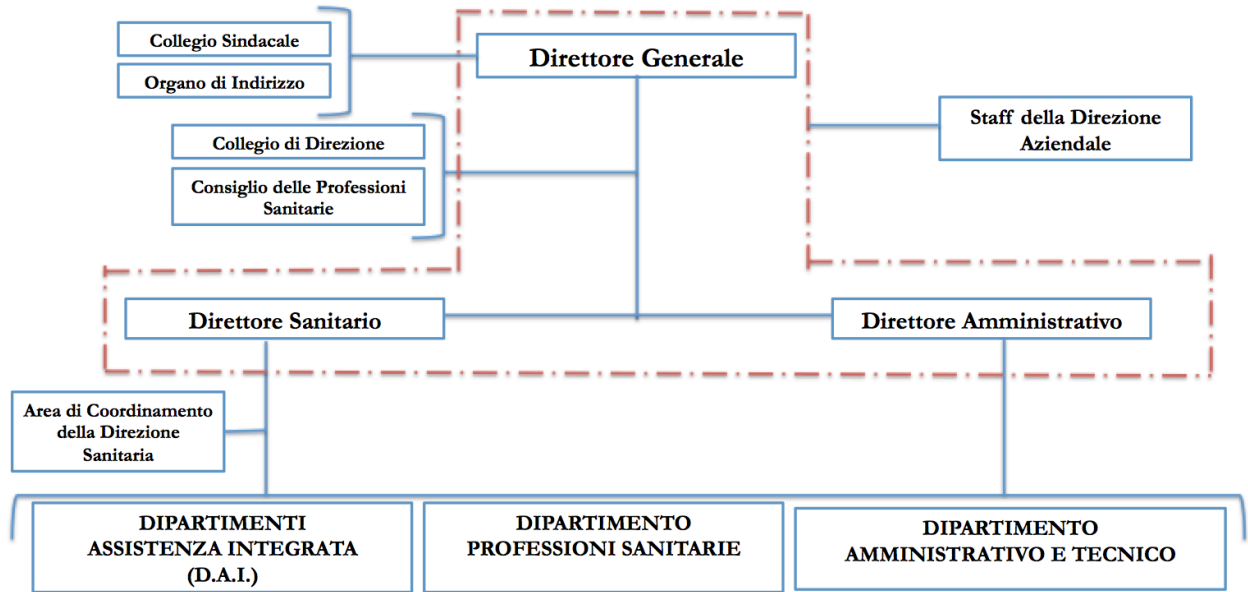 Collegio Sindacale
Organo di Indirizzo
Direttore Generale
Staff della Direzione
Aziendale
Collegio di Direzione
Consiglio delle Professioni
Sanitarie
Direttore Sanitario
Direttore Amministrativo
Area di Coordinamento
della Direzione
Sanitaria
DIPARTIMENTI
ASSISTENZA INTEGRATA
(D.A.I.)
DIPARTIMENTO
PROFESSIONI SANITARIE
DIPARTIMENTO
AMMINISTRATIVO E TECNICO